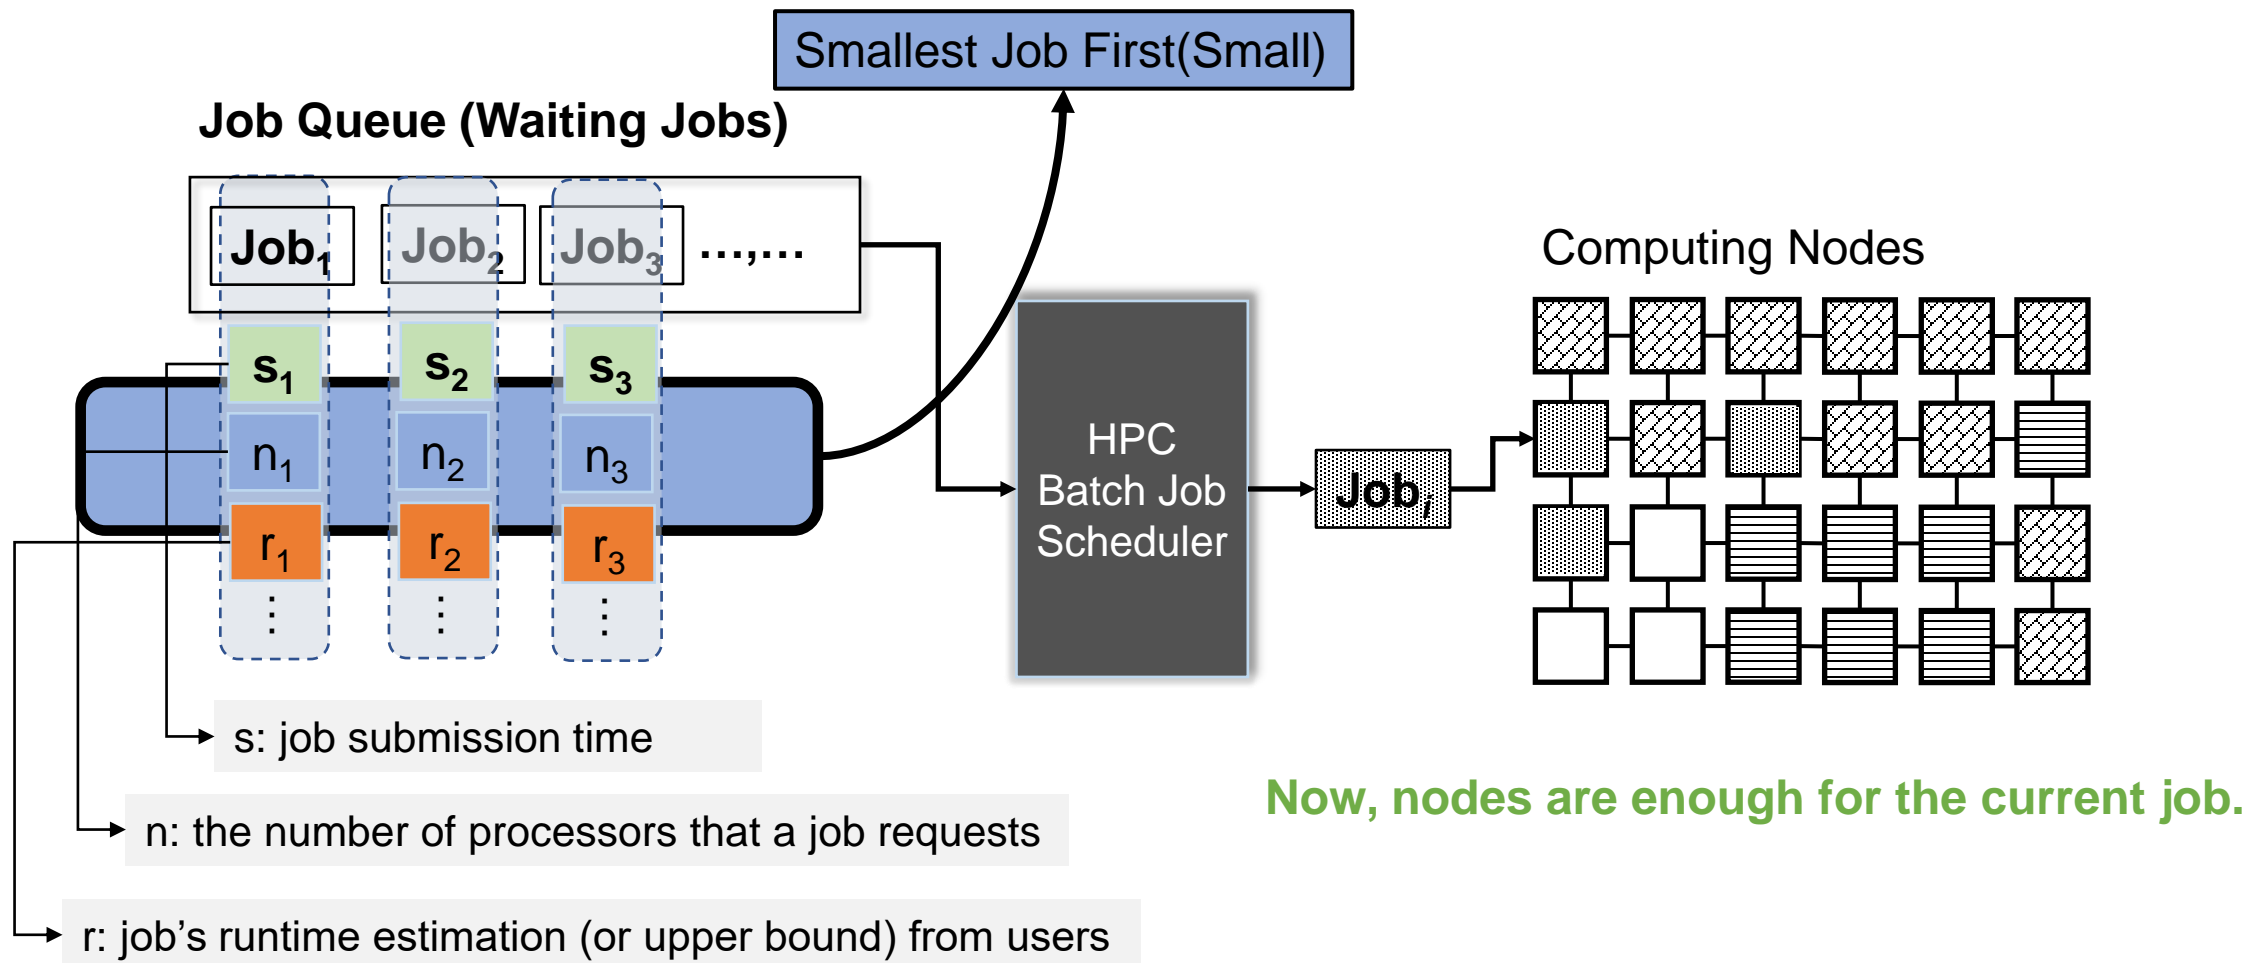 Smallest Job First(Small)
Job Queue (Waiting Jobs)
Job₁ Job₂ Job₃ ...,...
Computing Nodes
s₁ s₂ s₃
n₁ n₂ n₃
r₁ r₂ r₃
⋮ ⋮ ⋮
HPC
Batch Job
Scheduler
Jobᵢ
s: job submission time
n: the number of processors that a job requests
r: job’s runtime estimation (or upper bound) from users
Now, nodes are enough for the current job.